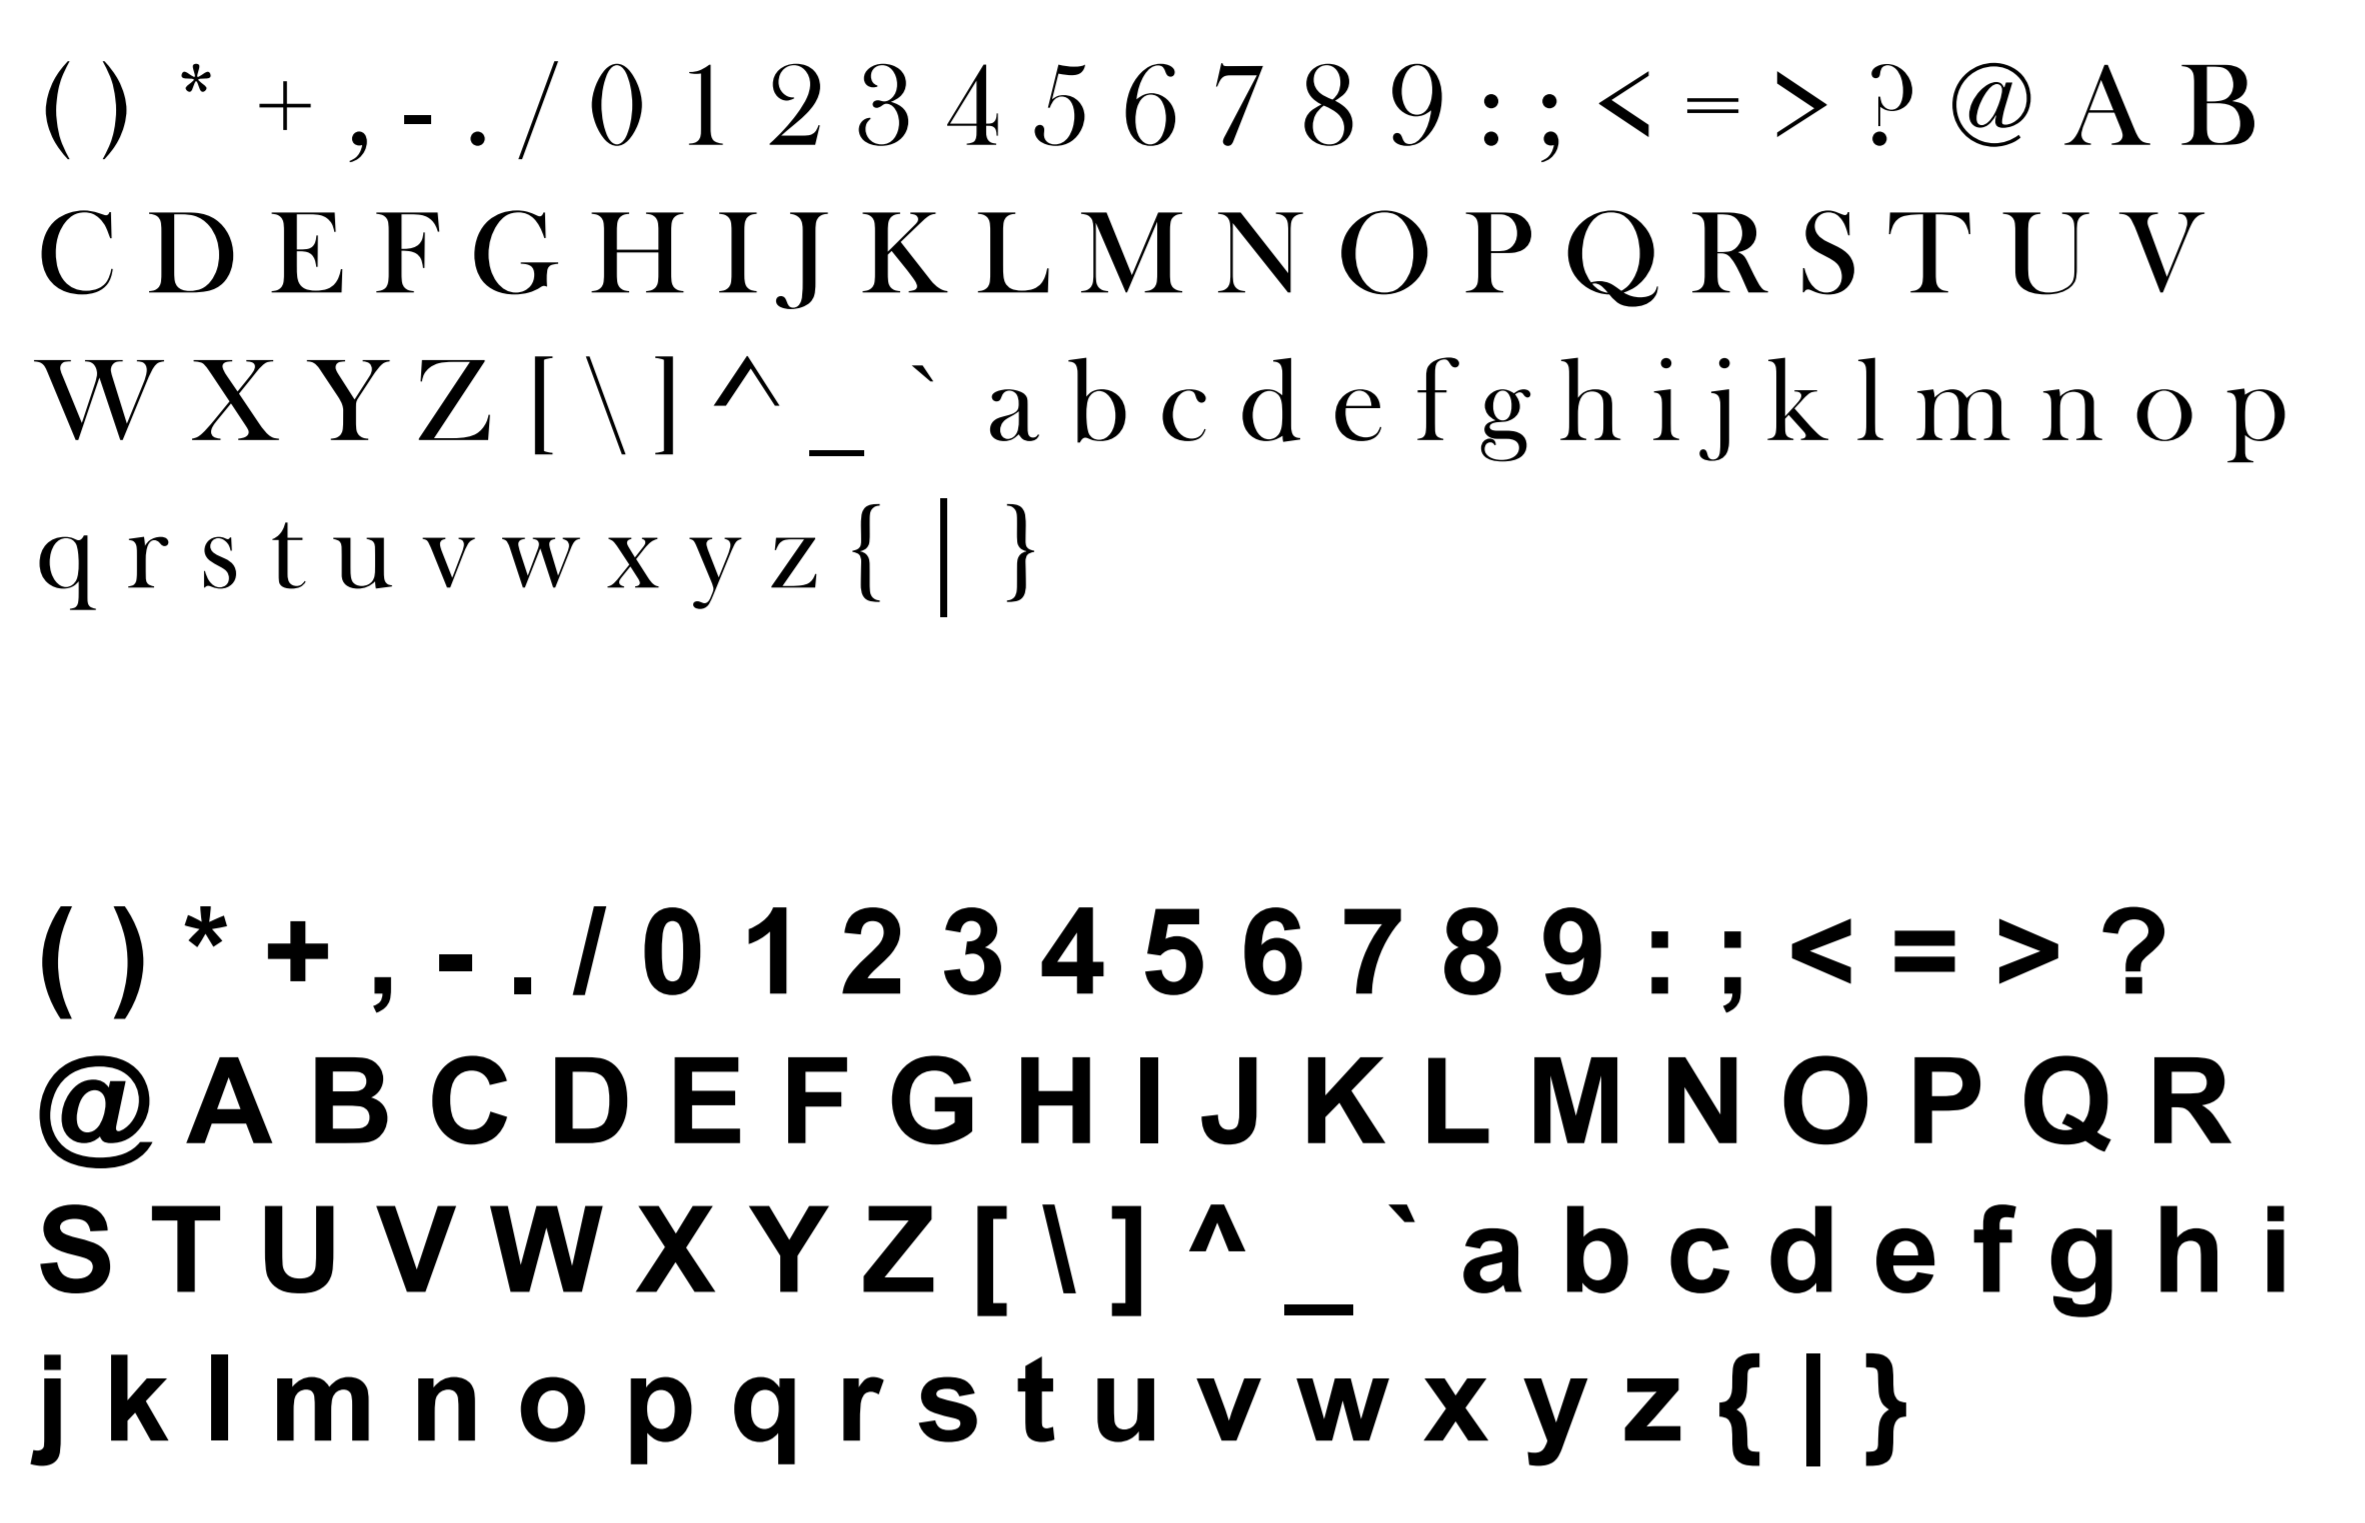 ( ) * + , - . / 0 1 2 3 4 5 6 7 8 9 : ; < = > ? @ A B
C D E F G H I J K L M N O P Q R S T U V
W X Y Z [ \ ] ^ _ ` a b c d e f g h i j k l m n o p
q r s t u v w x y z { | }
( ) * + , - . / 0 1 2 3 4 5 6 7 8 9 : ; < = > ?
@ A B C D E F G H I J K L M N O P Q R
S T U V W X Y Z [ \ ] ^ _ ` a b c d e f g h i
j k l m n o p q r s t u v w x y z { | }